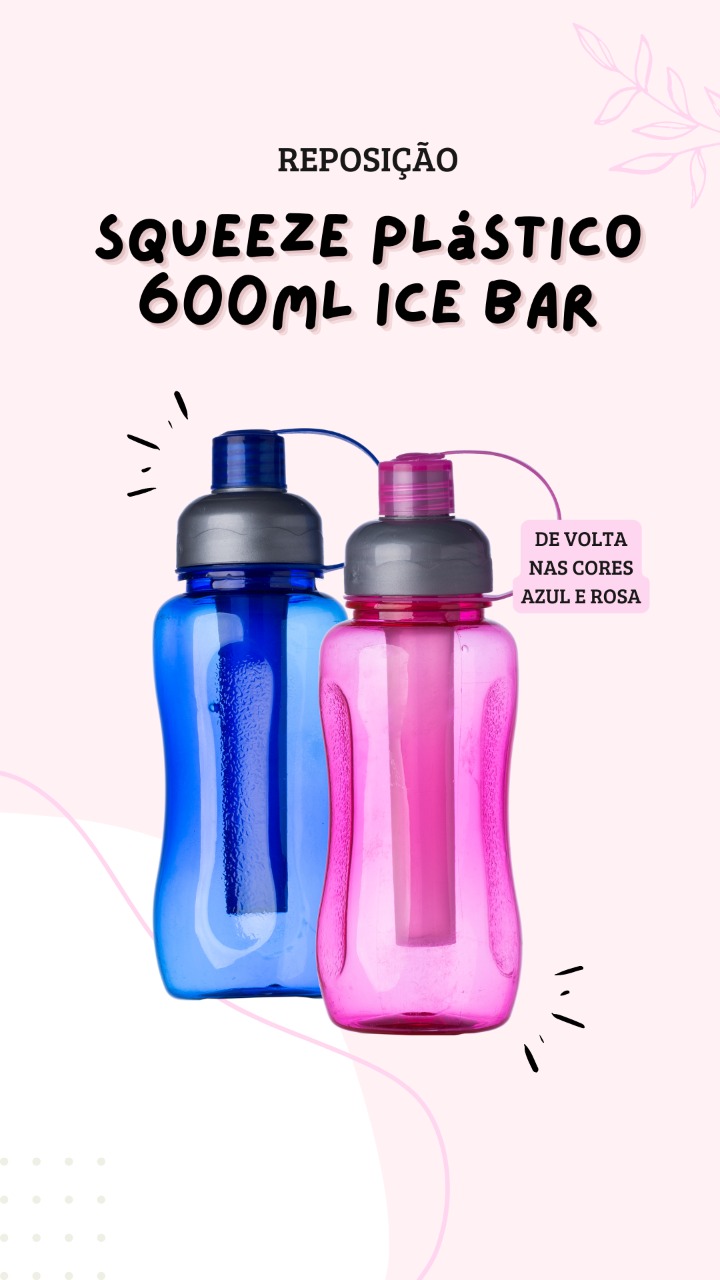 REPOSIÇÃO
SQUEEZE PLáSTICO
600ML ICE BAR
DE VOLTA
NAS CORES
AZUL E ROSA